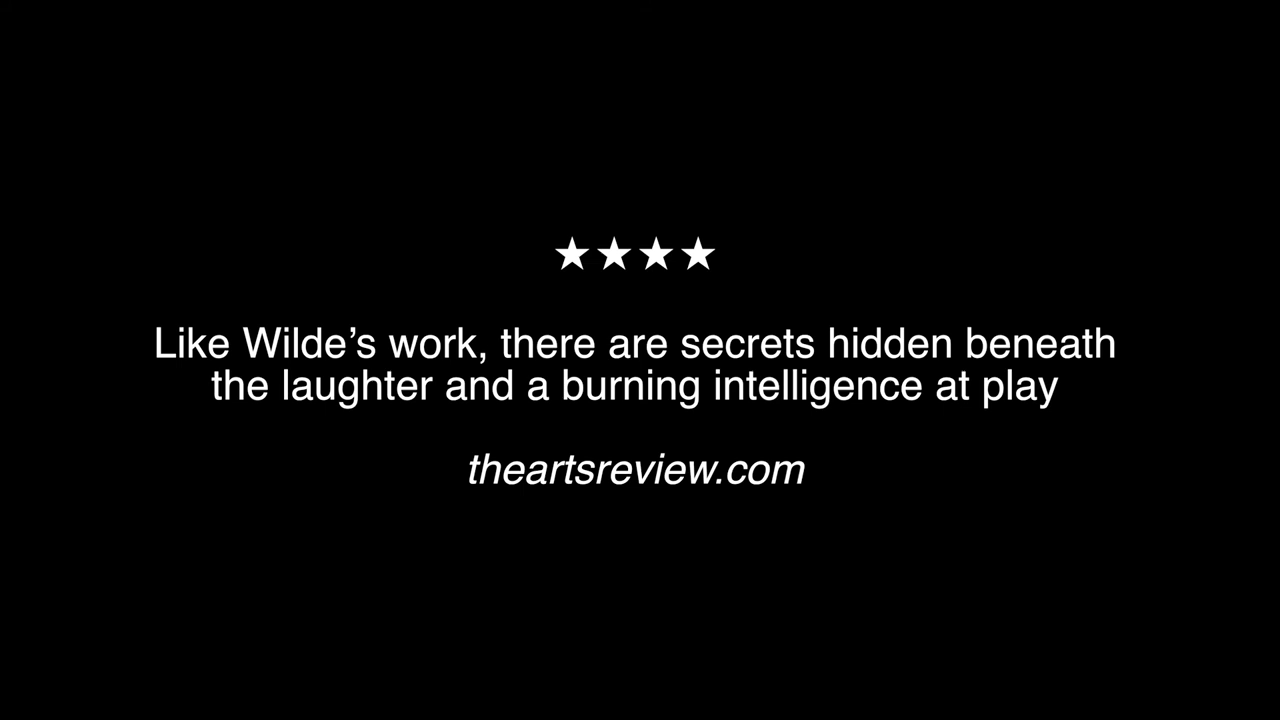 ★★★★
Like Wilde’s work, there are secrets hidden beneath
the laughter and a burning intelligence at play
theartsreview.com